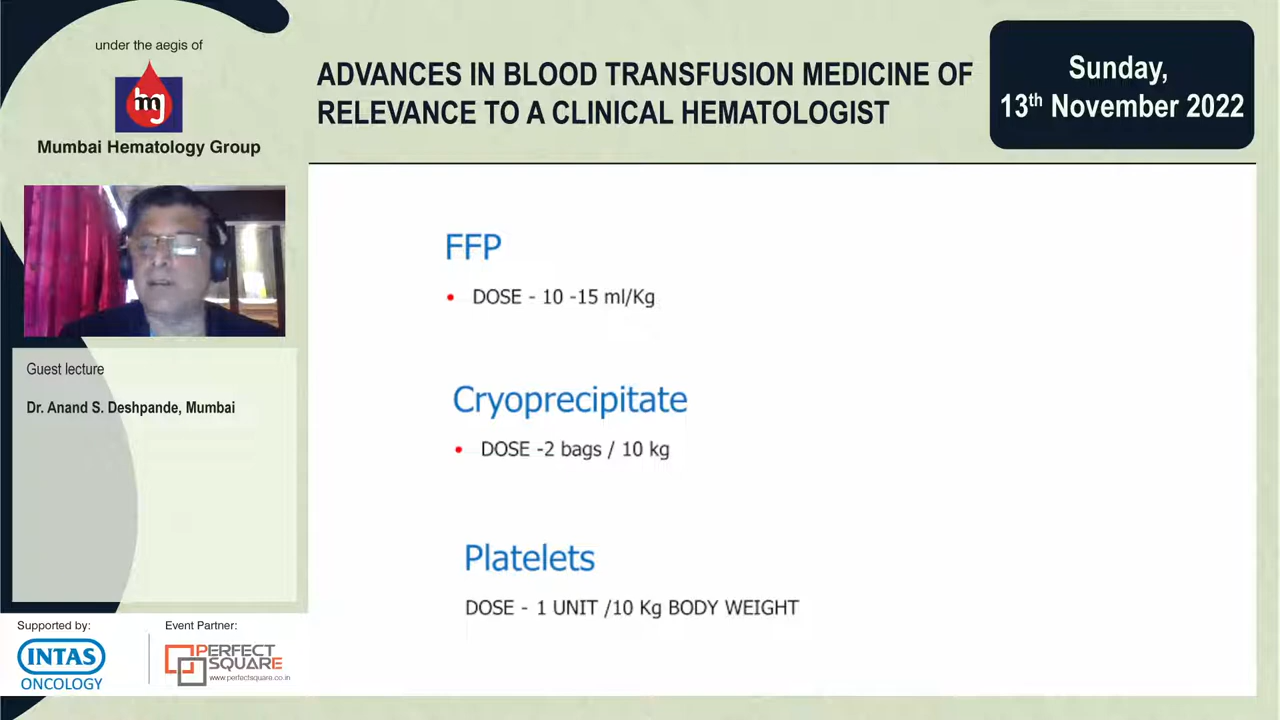 under the aegis of
hmg
Mumbai Hematology Group
ADVANCES IN BLOOD TRANSFUSION MEDICINE OF
RELEVANCE TO A CLINICAL HEMATOLOGIST
Sunday,
13th November 2022
Guest lecture
Dr. Anand S. Deshpande, Mumbai
FFP
• DOSE - 10 -15 ml/Kg
Cryoprecipitate
• DOSE -2 bags / 10 kg
Platelets
DOSE - 1 UNIT /10 Kg BODY WEIGHT
Supported by:
INTAS
ONCOLOGY
Event Partner:
PERFECT
SQUARE
www.perfectsquare.co.in